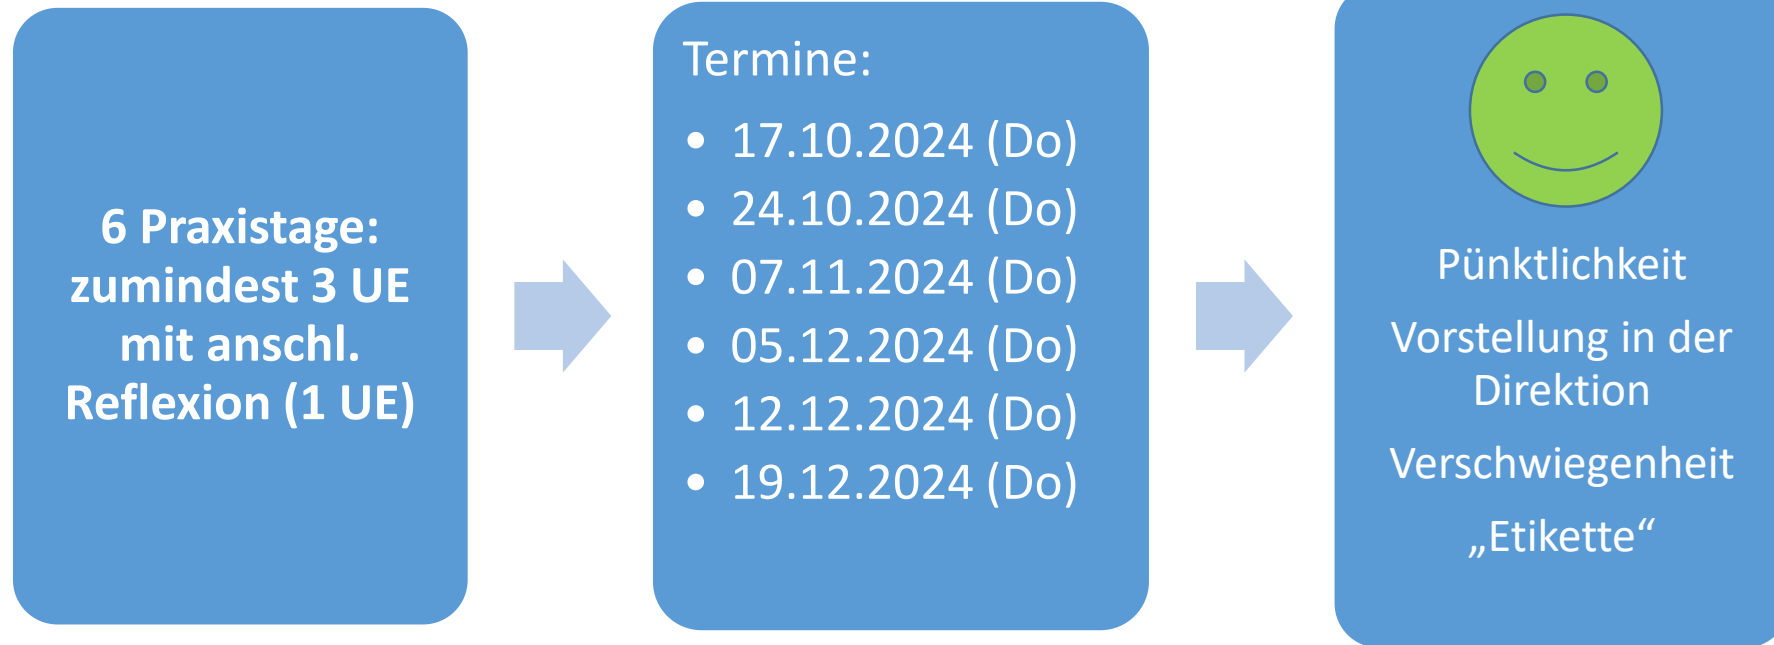 6 Praxistage:
zumindest 3 UE
mit anschl.
Reflexion (1 UE)
Termine:
• 17.10.2024 (Do)
• 24.10.2024 (Do)
• 07.11.2024 (Do)
• 05.12.2024 (Do)
• 12.12.2024 (Do)
• 19.12.2024 (Do)
Pünktlichkeit
Vorstellung in der
Direktion
Verschwiegenheit
„Etikette“